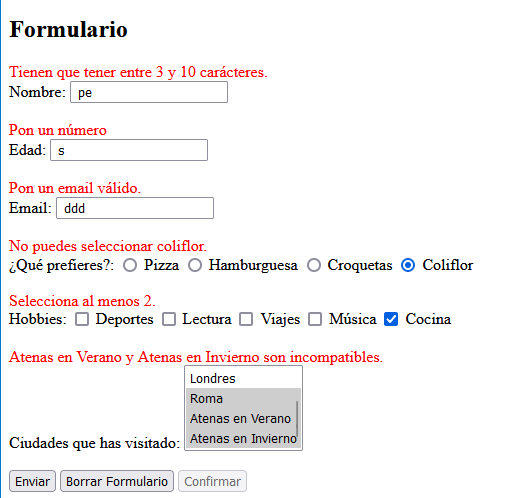 Formulario
Tienen que tener entre 3 y 10 carácteres.
Nombre: pe
Pon un número
Edad: s
Pon un email válido.
Email: ddd
No puedes seleccionar coliflor.
¿Qué prefieres?: Pizza Hamburguesa Croquetas Coliflor
Selecciona al menos 2.
Hobbies: Deportes Lectura Viajes Música Cocina
Atenas en Verano y Atenas en Invierno son incompatibles.
Londres
Roma
Atenas en Verano
Atenas en Invierno
Ciudades que has visitado:
Enviar Borrar Formulario Confirmar